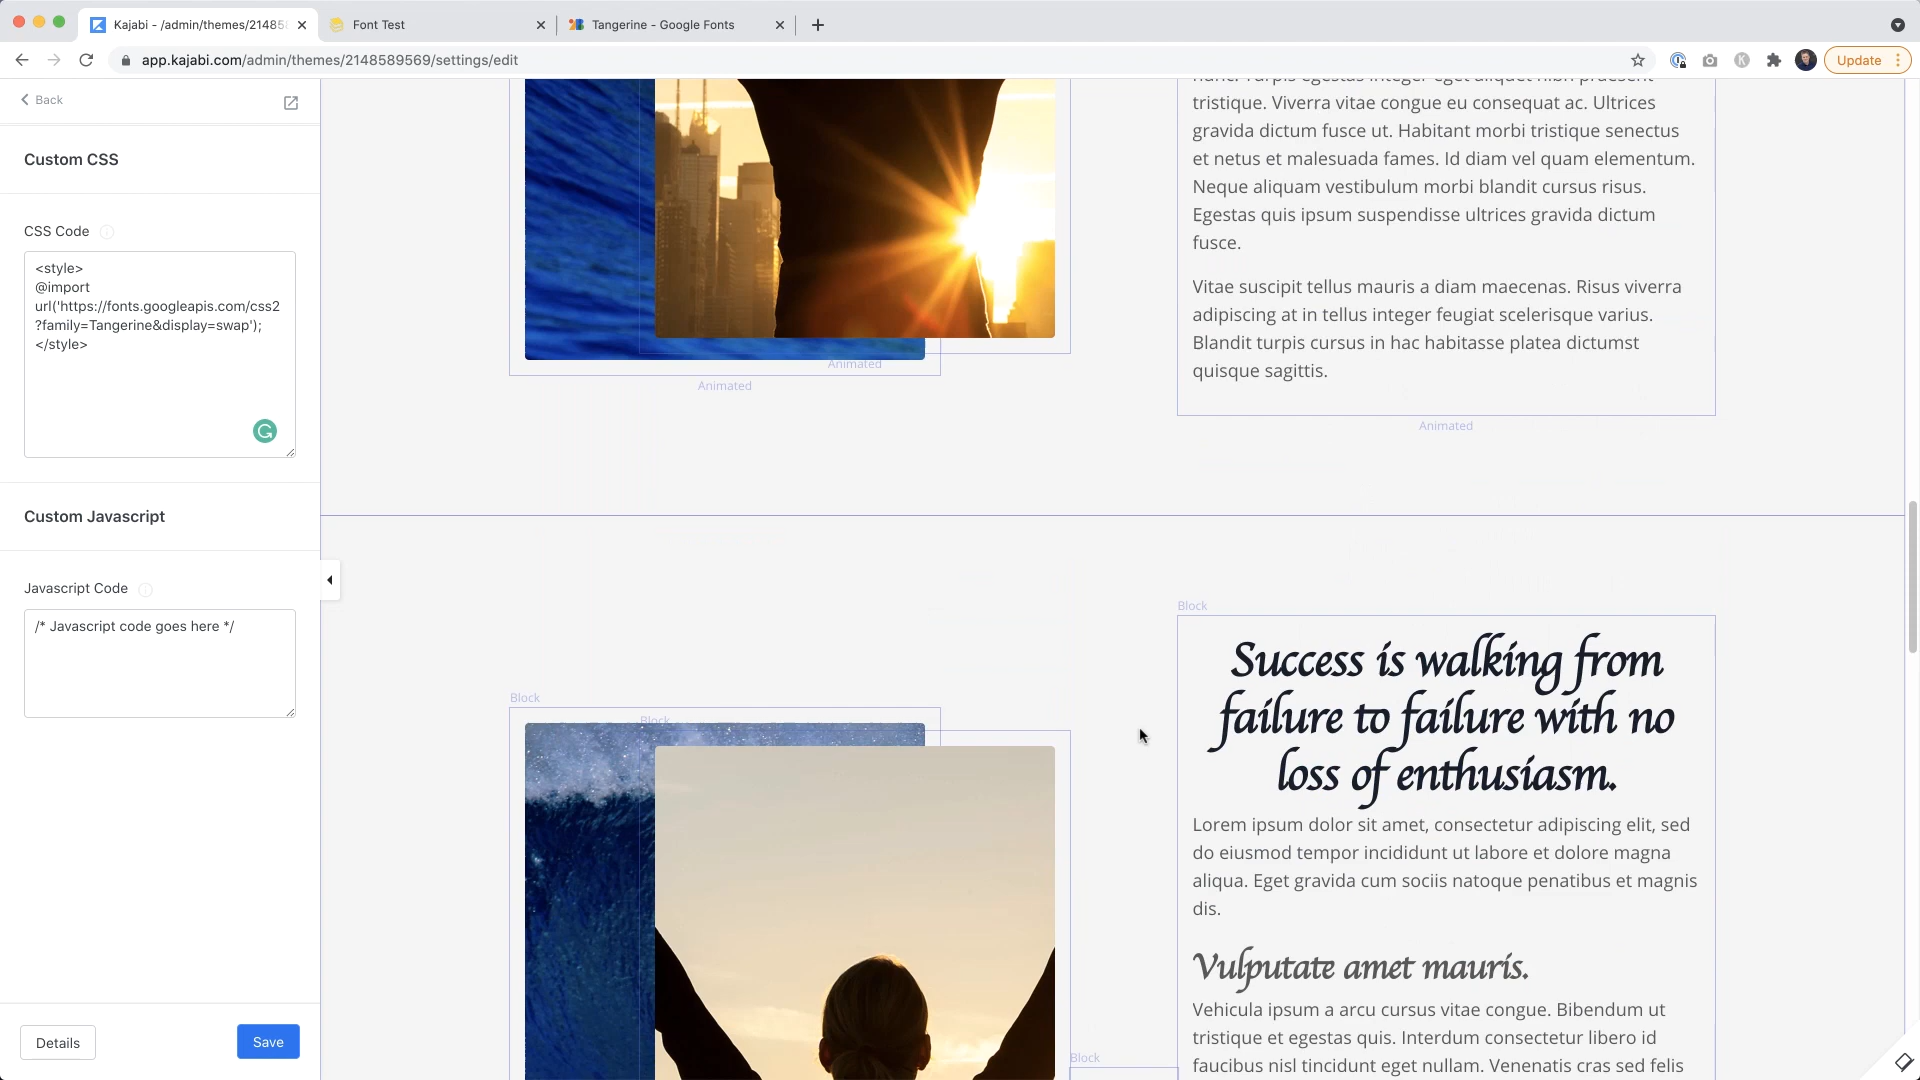 Kajabi - /admin/themes/21485
Font Test
Tangerine - Google Fonts
app.kajabi.com/admin/themes/2148589569/settings/edit
Update
Back
Custom CSS
CSS Code
<style>
@import
url('https://fonts.googleapis.com/css2
?family=Tangerine&display=swap');
</style>
Custom Javascript
Javascript Code
/* Javascript code goes here */
Details
Save
Animated
Animated
nunc. Turpis egestas integer eget aliquet nibh praesent
tristique. Viverra vitae congue eu consequat ac. Ultrices
gravida dictum fusce ut. Habitant morbi tristique senectus
et netus et malesuada fames. Id diam vel quam elementum.
Neque aliquam vestibulum morbi blandit cursus risus.
Egestas quis ipsum suspendisse ultrices gravida dictum
fusce.
Vitae suscipit tellus mauris a diam maecenas. Risus viverra
adipiscing at in tellus integer feugiat scelerisque varius.
Blandit turpis cursus in hac habitasse platea dictumst
quisque sagittis.
Animated
Block
Block
Block
Success is walking from
failure to failure with no
loss of enthusiasm.
Lorem ipsum dolor sit amet, consectetur adipiscing elit, sed
do eiusmod tempor incididunt ut labore et dolore magna
aliqua. Eget gravida cum sociis natoque penatibus et magnis
dis.
Vulputate amet mauris.
Vehicula ipsum a arcu cursus vitae congue. Bibendum ut
tristique et egestas quis. Interdum consectetur libero id
faucibus nisl tincidunt eget nullam. Venenatis cras sed felis
Block